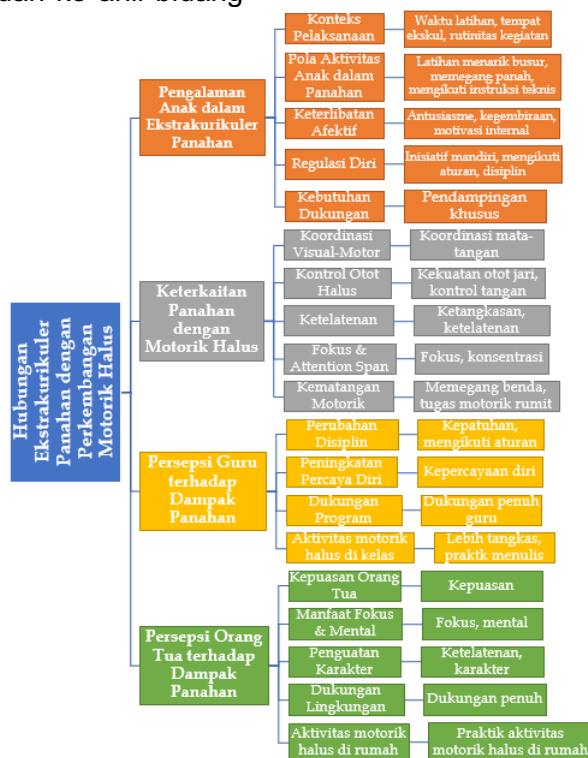 Hubungan
Ekstrakurikuler
Panahan dengan
Perkembangan
Motorik Halus
Pengalaman
Anak dalam
Ekstrakurikuler
Panahan
Konteks
Pelaksanaan
Waktu latihan, tempat
ekskul, rutinitas kegiatan
Pola Aktivitas
Anak dalam
Panahan
Latihan menarik busur,
memegang panah,
mengikuti instruksi teknis
Keterlibatan
Afektif
Antusiasme, kegembiraan,
motivasi internal
Regulasi Diri
Inisiatif mandiri, mengikuti
aturan, disiplin
Kebutuhan
Dukungan
Pendampingan
khusus
Keterkaitan
Panahan
dengan
Motorik Halus
Koordinasi
Visual-Motor
Koordinasi mata-
tangan
Kontrol Otot
Halus
Kekuatan otot jari,
kontrol tangan
Ketelatenan
Ketangkasan,
ketelatenan
Fokus &
Attention Span
Fokus, konsentrasi
Kematangan
Motorik
Memegang benda,
tugas motorik rumit
Persepsi Guru
terhadap
Dampak
Panahan
Perubahan
Disiplin
Kepatuhan,
mengikuti aturan
Peningkatan
Percaya Diri
Kepercayaan diri
Dukungan
Program
Dukungan penuh
guru
Aktivitas motorik
halus di kelas
Lebih tangkas,
praktk menulis
Persepsi Orang
Tua terhadap
Dampak
Panahan
Kepuasan Orang
Tua
Kepuasan
Manfaat Fokus
& Mental
Fokus, mental
Penguatan
Karakter
Ketelatenan,
karakter
Dukungan
Lingkungan
Dukungan penuh
Aktivitas motorik
halus di rumah
Praktik aktivitas
motorik halus di rumah